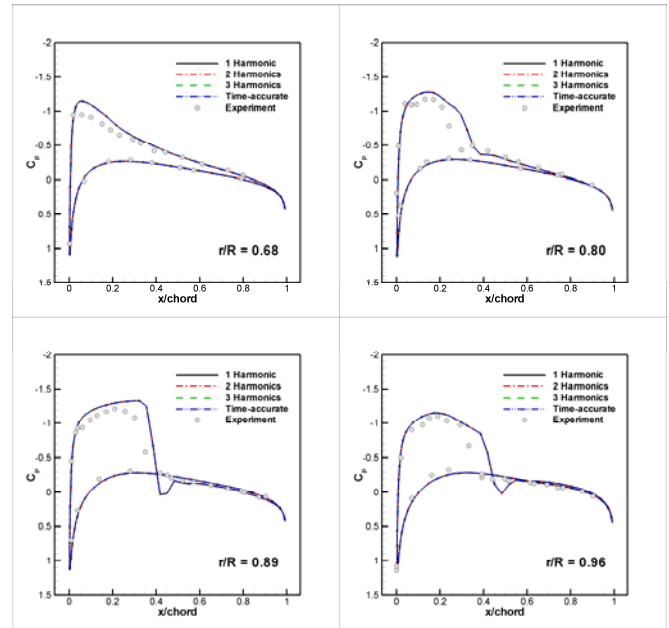 -2
-1.5
-1
-0.5
0
0.5
1
1.5
C_p
1 Harmonic
2 Harmonics
3 Harmonics
Time-accurate
Experiment
r/R = 0.68
0 0.2 0.4 0.6 0.8 1
x/chord
-2
-1.5
-1
-0.5
0
0.5
1
1.5
C_p
1 Harmonic
2 Harmonics
3 Harmonics
Time-accurate
Experiment
r/R = 0.80
0 0.2 0.4 0.6 0.8 1
x/chord
-2
-1.5
-1
-0.5
0
0.5
1
1.5
C_p
1 Harmonic
2 Harmonics
3 Harmonics
Time-accurate
Experiment
r/R = 0.89
0 0.2 0.4 0.6 0.8 1
x/chord
-2
-1.5
-1
-0.5
0
0.5
1
1.5
C_p
1 Harmonic
2 Harmonics
3 Harmonics
Time-accurate
Experiment
r/R = 0.96
0 0.2 0.4 0.6 0.8 1
x/chord